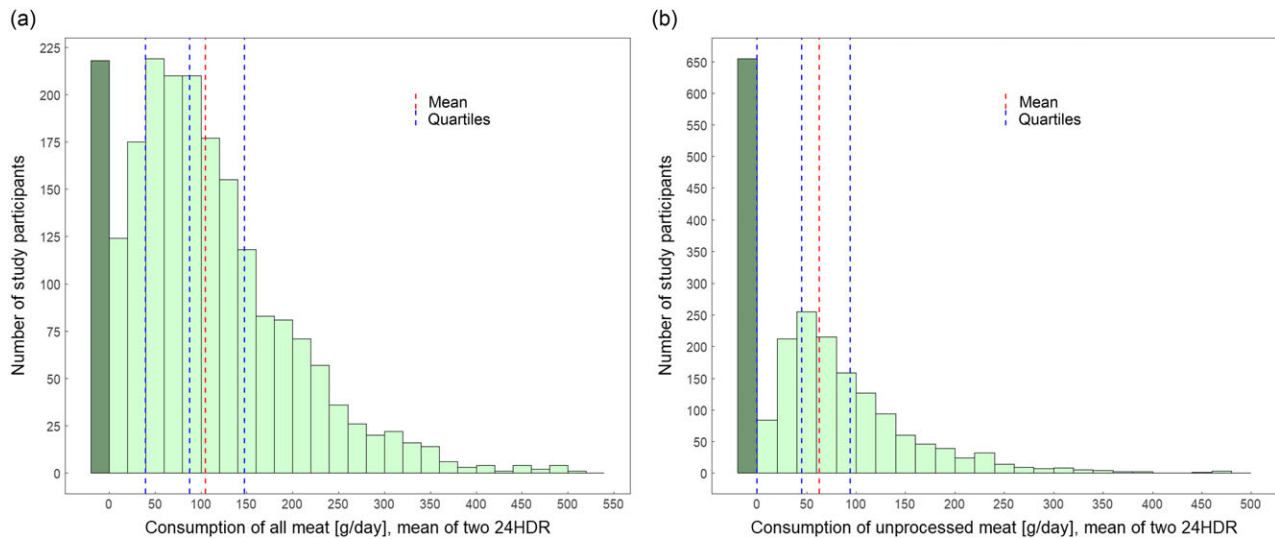 (a)
225
200
175
150
125
100
75
50
25
0
Number of study participants
Mean
Quartiles
0 50 100 150 200 250 300 350 400 450 500 550
Consumption of all meat [g/day], mean of two 24HDR
(b)
650
600
550
500
450
400
350
300
250
200
150
100
50
0
Number of study participants
Mean
Quartiles
0 50 100 150 200 250 300 350 400 450 500
Consumption of unprocessed meat [g/day], mean of two 24HDR